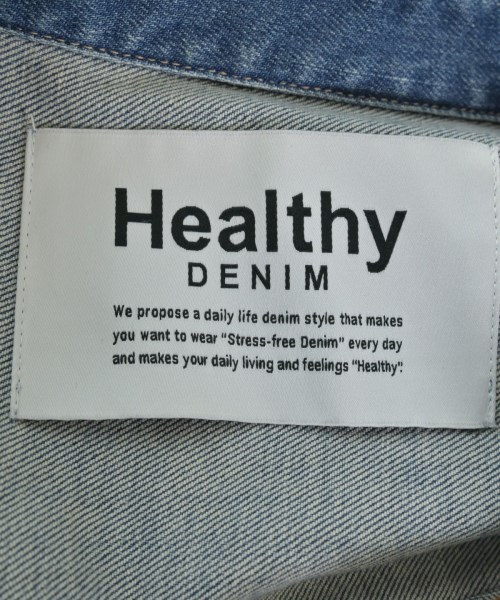 Healthy
DENIM
We propose a daily life denim style that makes
you want to wear "Stress-free Denim" every day
and makes your daily living and feelings "Healthy".